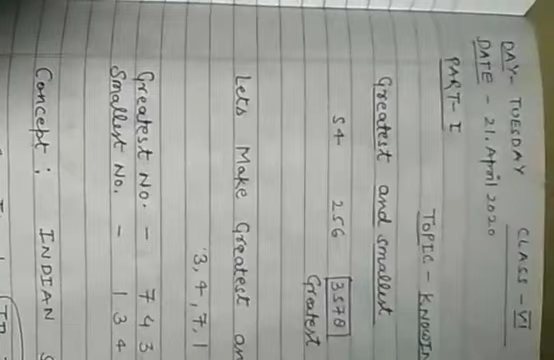 DAY- TUESDAY CLASS - VI
DATE - 21. April 2020
PART-I
TOPIC - KNOWIN
Greatest and smallest
54 256 3578
Greatest
Lets Make Greatest an
3, 4, 7, 1
Greatest No. - 7 4 3
Smallest No. - 1 3 4
Concept : INDIAN